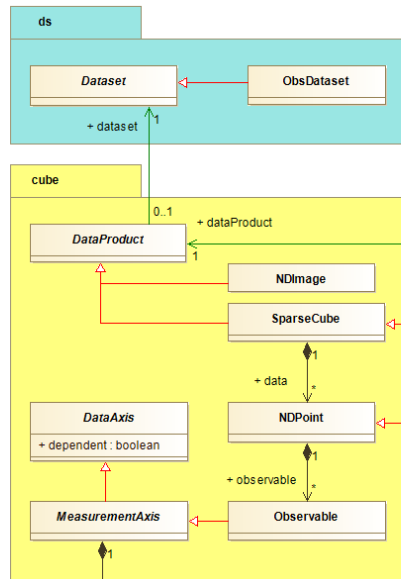 ds
Dataset
ObsDataset
+ dataset
1
0..1
cube
+ dataProduct
DataProduct
1
NDImage
SparseCube
1
+ data
*
DataAxis
NDPoint
+ dependent : boolean
1
+ observable
*
MeasurementAxis
Observable
1